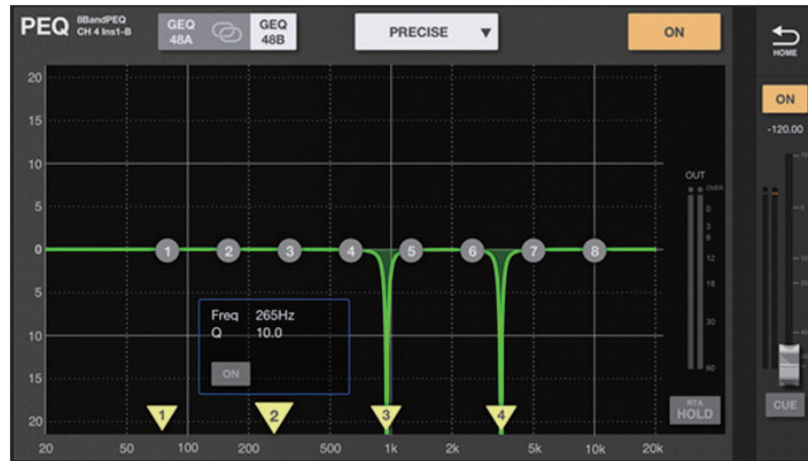 PEQ 8BandPEQ CH 4 Ins1-B
GEQ 48A
GEQ 48B
PRECISE
ON
HOME
ON
-120.00
20
15
10
5
0
5
10
15
20
1 2 3 4 5 6 7 8
Freq 265Hz
Q 10.0
ON
1 2 3 4
20 50 100 200 500 1k 2k 5k 10k 20k
OUT
OVER
0
3
6
12
18
30
60
RTA
HOLD
CUE